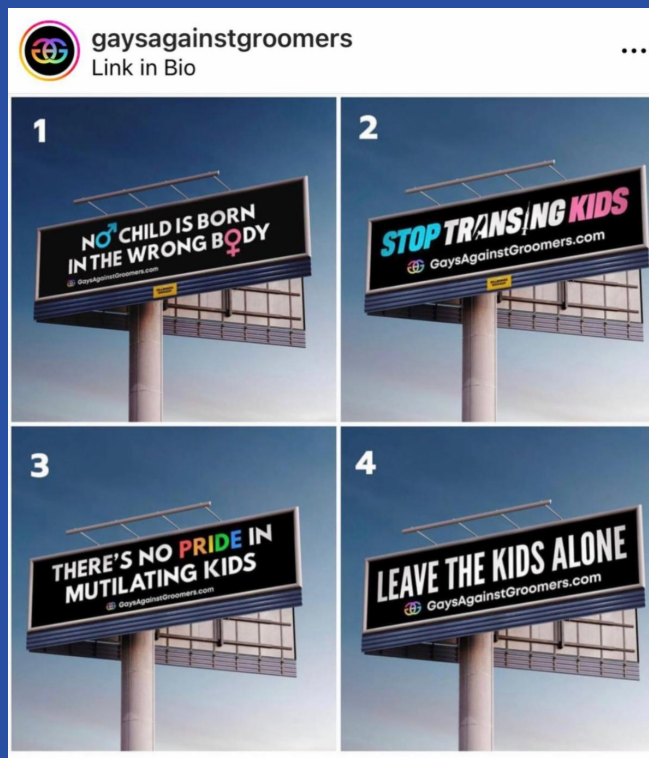 gaysagainstgroomers
Link in Bio
1
NO CHILD IS BORN
IN THE WRONG BODY
GaysAgainstGroomers.com
2
STOP TRANSING KIDS
GaysAgainstGroomers.com
3
THERE'S NO PRIDE IN
MUTILATING KIDS
GaysAgainstGroomers.com
4
LEAVE THE KIDS ALONE
GaysAgainstGroomers.com